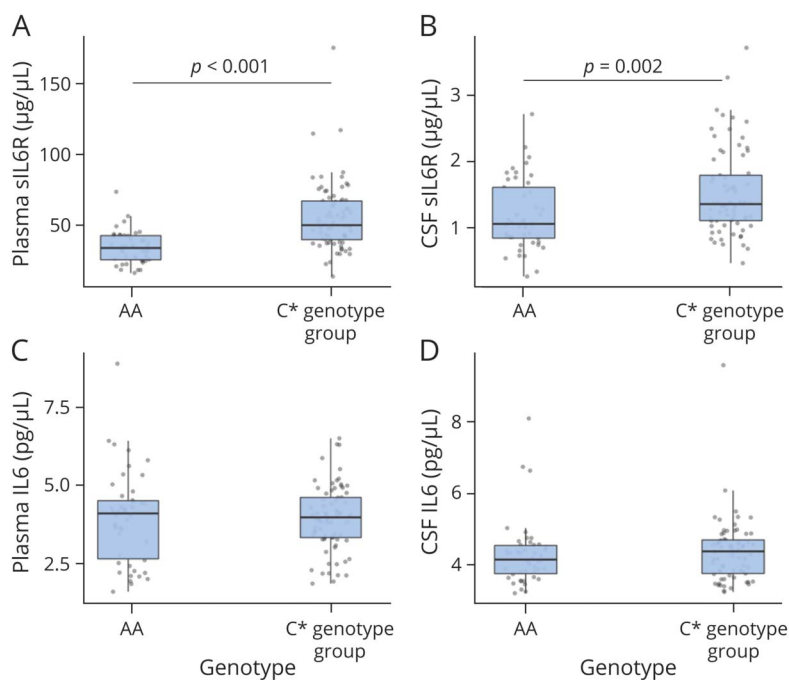 A
Plasma sIL6R (µg/µL)
150
100
50
p < 0.001
AA
C* genotype
group
B
CSF sIL6R (µg/µL)
3
2
1
p = 0.002
AA
C* genotype
group
C
Plasma IL6 (pg/µL)
7.5
5.0
2.5
AA
C* genotype
group
Genotype
D
CSF IL6 (pg/µL)
8
6
4
AA
C* genotype
group
Genotype